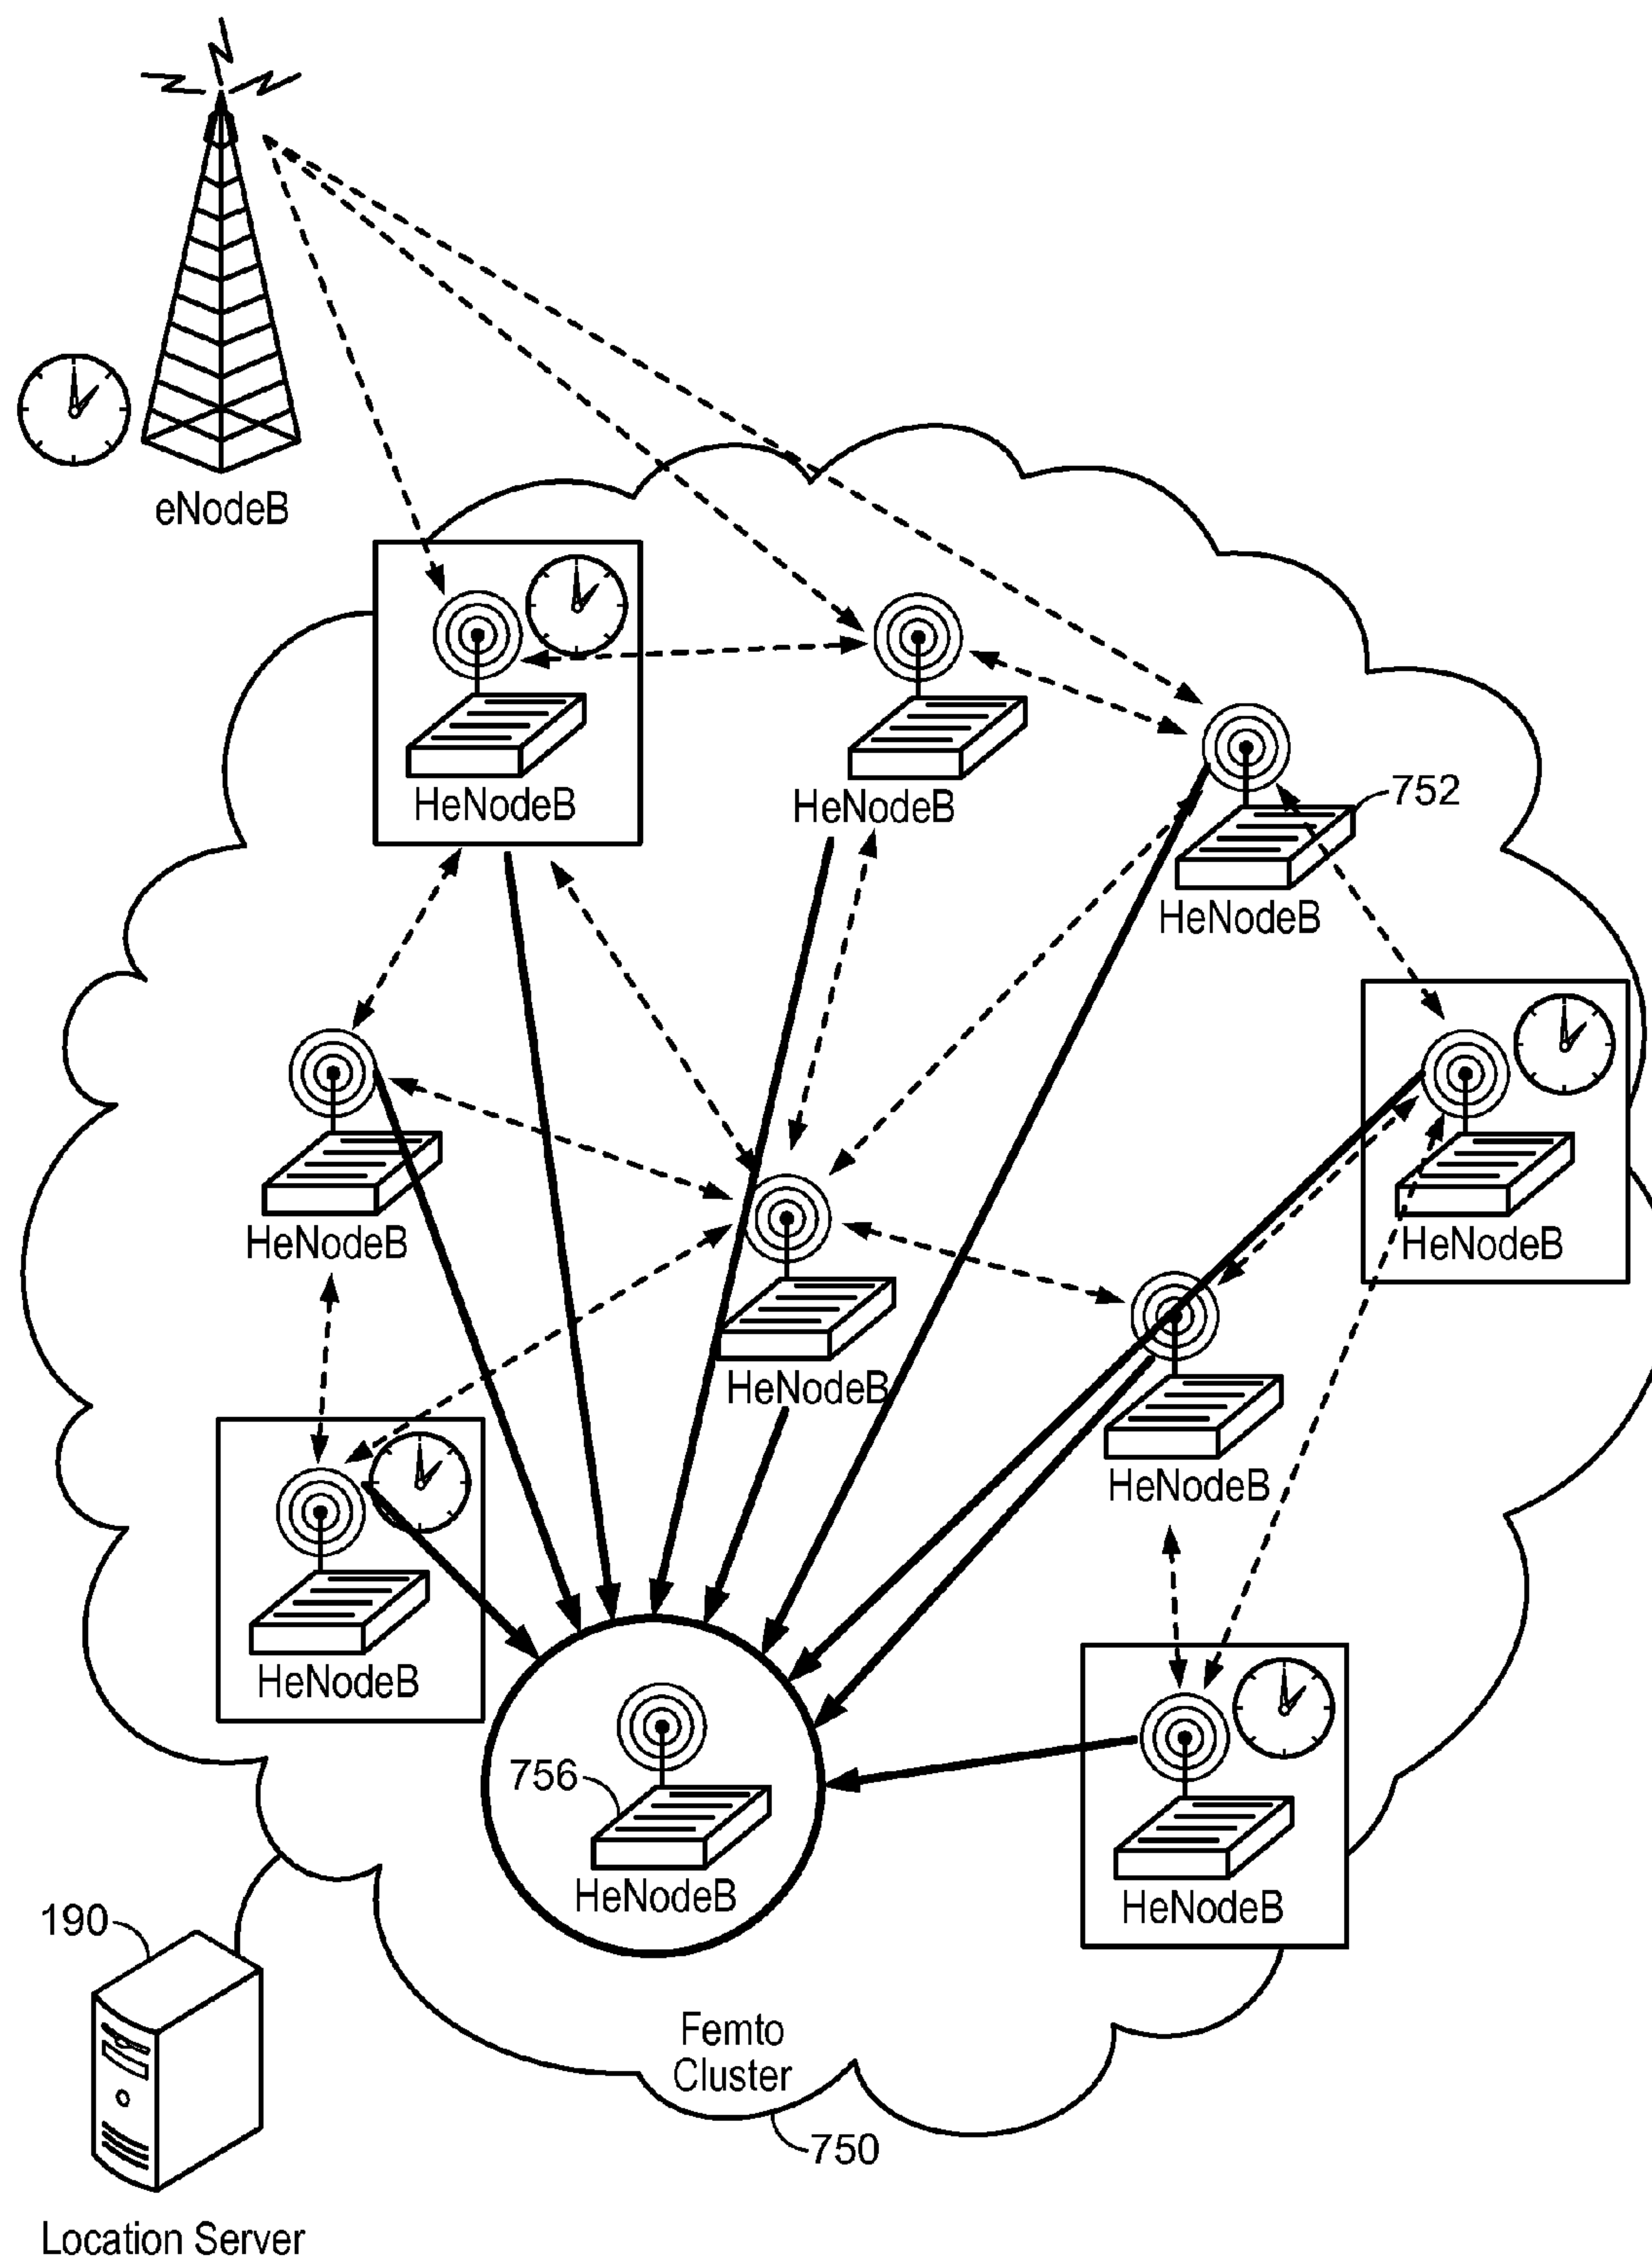 eNodeB
HeNodeB
HeNodeB
752
HeNodeB
HeNodeB
HeNodeB
HeNodeB
HeNodeB
HeNodeB
756
HeNodeB
HeNodeB
190
Femto
Cluster
750
Location Server